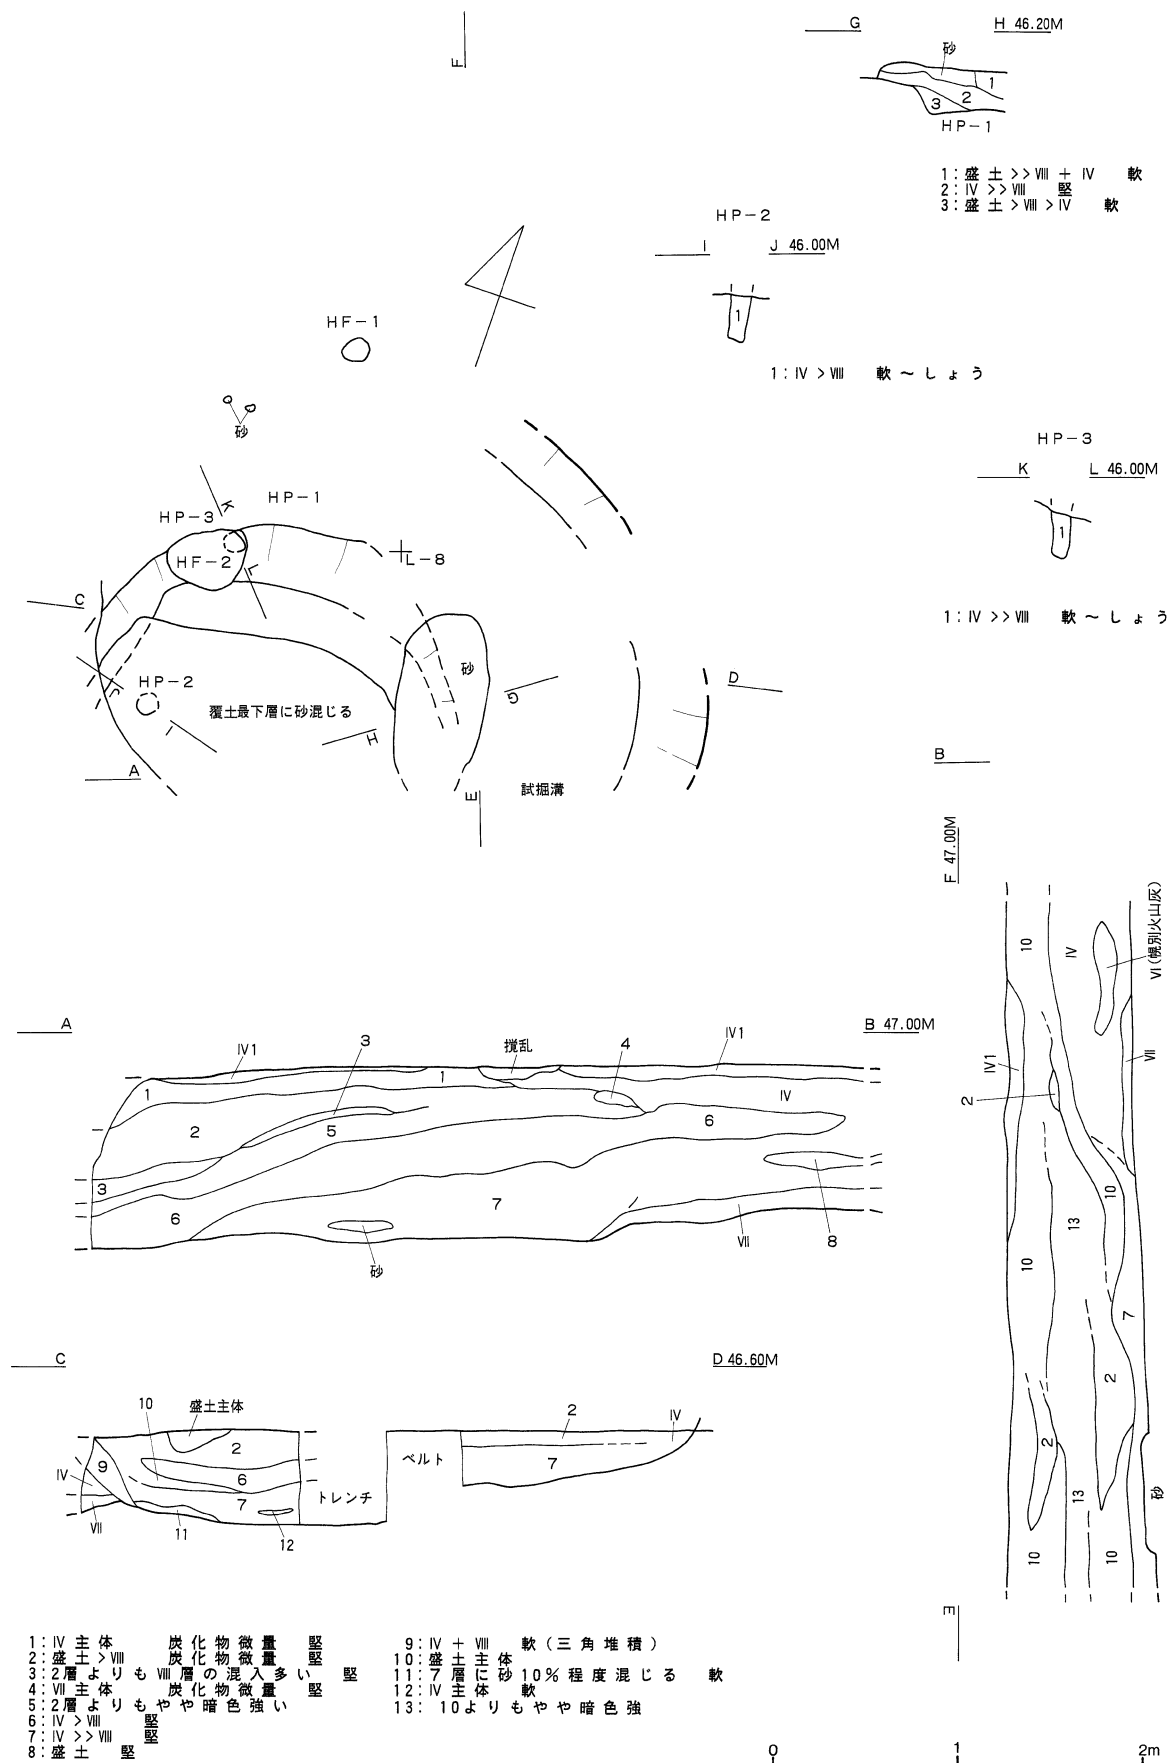 F
G
H 46.20M
砂
1
2
3
HP-1
1:盛土>>Ⅷ+Ⅳ 軟
2:Ⅳ>>Ⅷ 堅
3:盛土>Ⅷ>Ⅳ 軟
HP-2
I
J 46.00M
1
1:Ⅳ>Ⅷ 軟~しょう
HF-1
砂
HP-3
K
L 46.00M
1
1:Ⅳ>>Ⅷ 軟~しょう
K
HP-1
HP-3
HF-2
L
L-8
C
砂
J
HP-2
覆土最下層に砂混じる
G
D
I
H
A
E
試掘溝
B
F 47.00M
10
Ⅳ
Ⅵ(幌別火山灰)
Ⅳ1
Ⅶ
2
10
13
10
7
2
2
13
砂
10
10
E
A
B 47.00M
Ⅳ1
3
攪乱
4
Ⅳ1
1
1
Ⅳ
2
5
6
3
6
7
8
砂
Ⅶ
C
D 46.60M
10
盛土主体
2
Ⅳ
2
9
6
Ⅳ
7
ベルト
7
トレンチ
Ⅶ
11
12
1:Ⅳ主体 炭化物微量 堅
2:盛土>Ⅷ 炭化物微量 堅
3:2層よりもⅧ層の混入多い 堅
4:Ⅶ主体 炭化物微量 堅
5:2層よりもやや暗色強い
6:Ⅳ>Ⅷ 堅
7:Ⅳ>>Ⅷ 堅
8:盛土 堅
9:Ⅳ+Ⅷ 軟(三角堆積)
10:盛土主体
11:7層に砂10%程度混じる 軟
12:Ⅳ主体 軟
13: 10よりもやや暗色強
0 1 2m